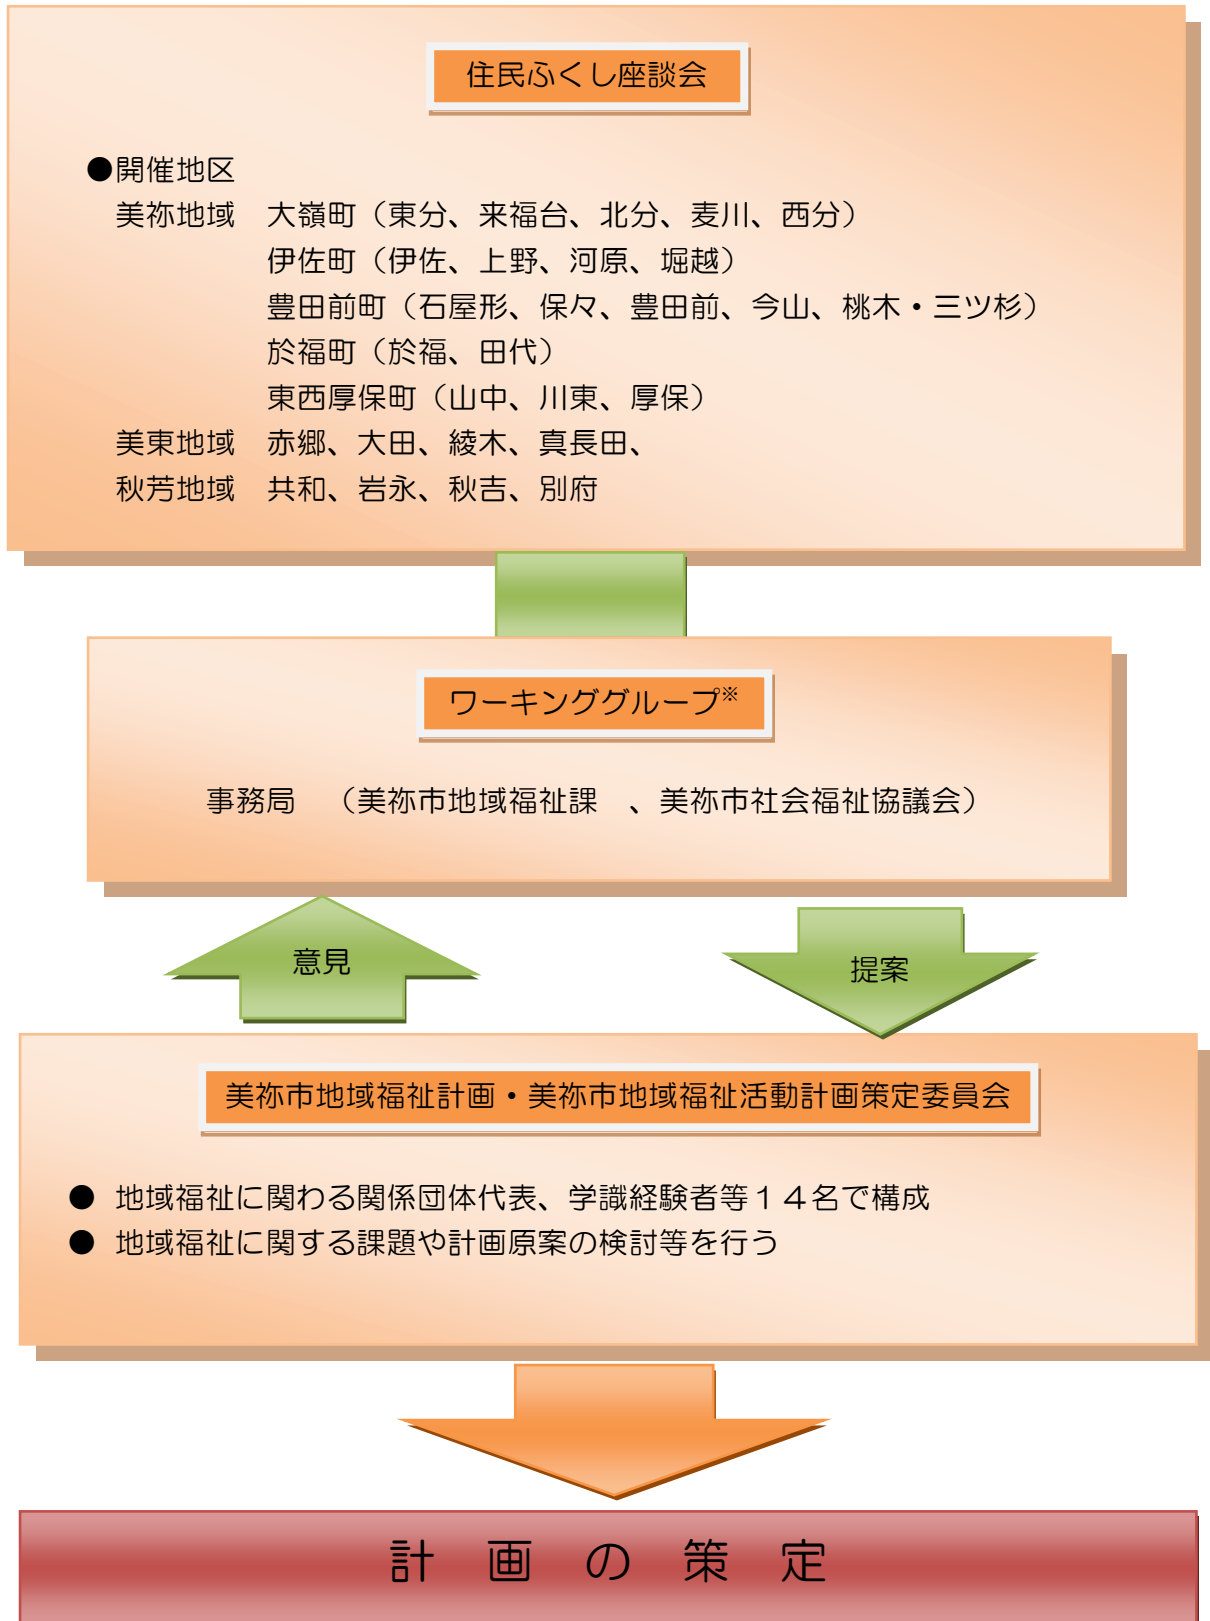 住民ふくし座談会
●開催地区
美祢地域　大嶺町（東分、来福台、北分、麦川、西分）
伊佐町（伊佐、上野、河原、堀越）
豊田前町（石屋形、保々、豊田前、今山、桃木・三ツ杉）
於福町（於福、田代）
東西厚保町（山中、川東、厚保）
美東地域　赤郷、大田、綾木、真長田、
秋芳地域　共和、岩永、秋吉、別府
ワーキンググループ※
事務局　（美祢市地域福祉課　、美祢市社会福祉協議会）
意見
提案
美祢市地域福祉計画・美祢市地域福祉活動計画策定委員会
●　地域福祉に関わる関係団体代表、学識経験者等１４名で構成
●　地域福祉に関する課題や計画原案の検討等を行う
計　画　の　策　定